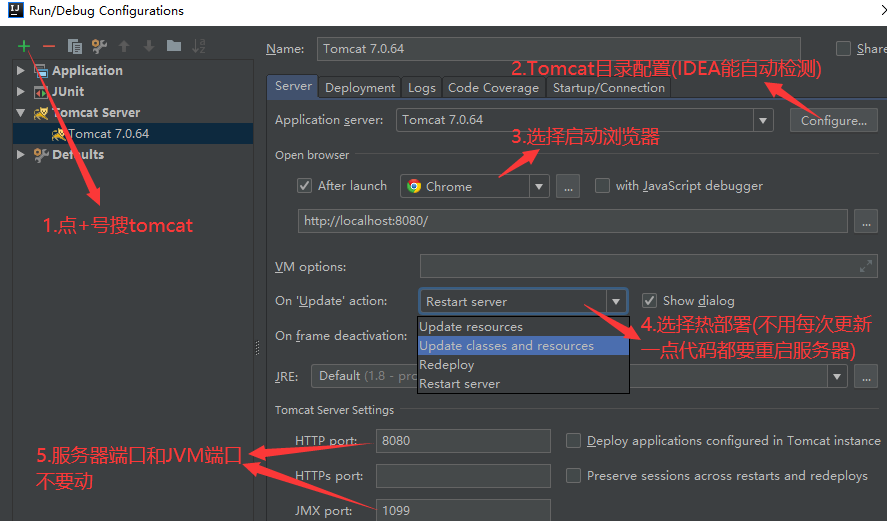 Run/Debug Configurations
Name: Tomcat 7.0.64
Share
Application
JUnit
Tomcat Server
Tomcat 7.0.64
Defaults
1.点+号搜tomcat
2.Tomcat目录配置(IDEA能自动检测)
Server Deployment Logs Code Coverage Startup/Connection
Application server: Tomcat 7.0.64 Configure...
3.选择启动浏览器
Open browser
After launch Chrome ... with JavaScript debugger
http://localhost:8080/ ...
VM options:
On 'Update' action: Restart server Show dialog
Update resources
Update classes and resources
Redeploy
Restart server
4.选择热部署(不用每次更新
一点代码都要重启服务器)
On frame deactivation:
JRE: Default (1.8 - pro ...
Tomcat Server Settings
HTTP port: 8080 Deploy applications configured in Tomcat instance
HTTPs port: Preserve sessions across restarts and redeploys
JMX port: 1099
5.服务器端口和JVM端口
不要动